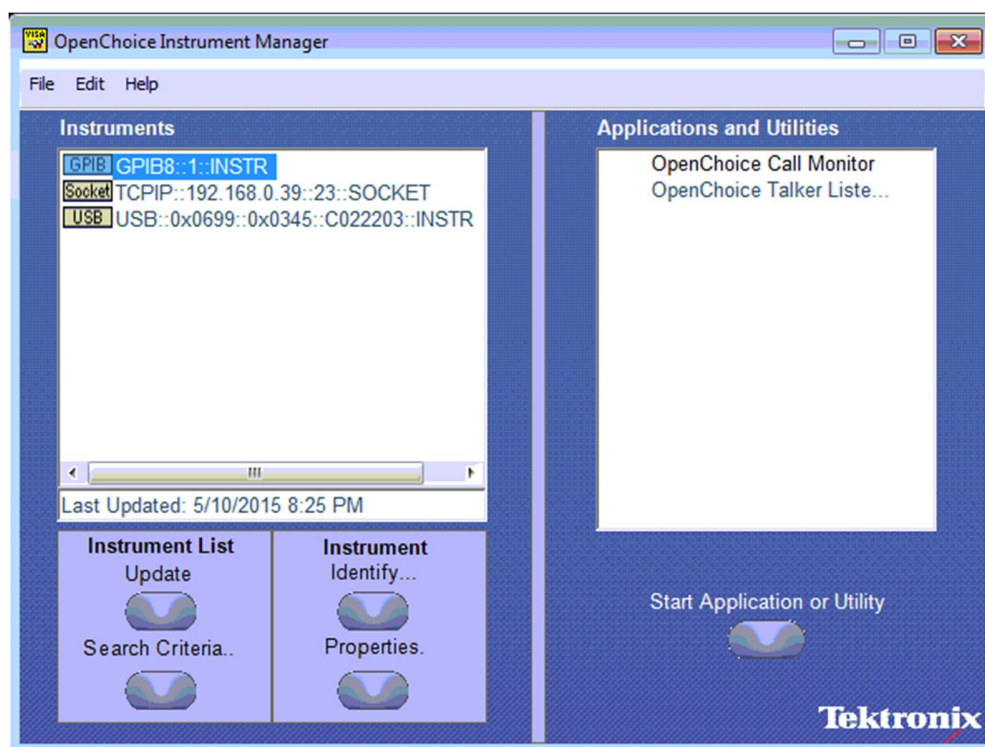 VISA
OpenChoice Instrument Manager
File Edit Help
Instruments
GPIB GPIB8::1::INSTR
Socket TCPIP::192.168.0.39::23::SOCKET
USB USB::0x0699::0x0345::C022203::INSTR
Last Updated: 5/10/2015 8:25 PM
Instrument List
Update
Search Criteria..
Instrument
Identify...
Properties.
Applications and Utilities
OpenChoice Call Monitor
OpenChoice Talker Liste...
Start Application or Utility
Tektronix